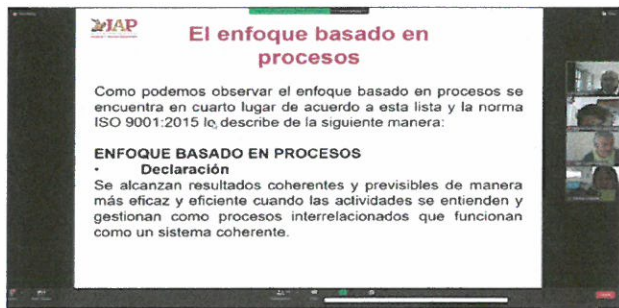 IAP
El enfoque basado en
procesos
Como podemos observar el enfoque basado en procesos se
encuentra en cuarto lugar de acuerdo a esta lista y la norma
ISO 9001:2015 lo describe de la siguiente manera:
ENFOQUE BASADO EN PROCESOS
• Declaración
Se alcanzan resultados coherentes y previsibles de manera
más eficaz y eficiente cuando las actividades se entienden y
gestionan como procesos interrelacionados que funcionan
como un sistema coherente.